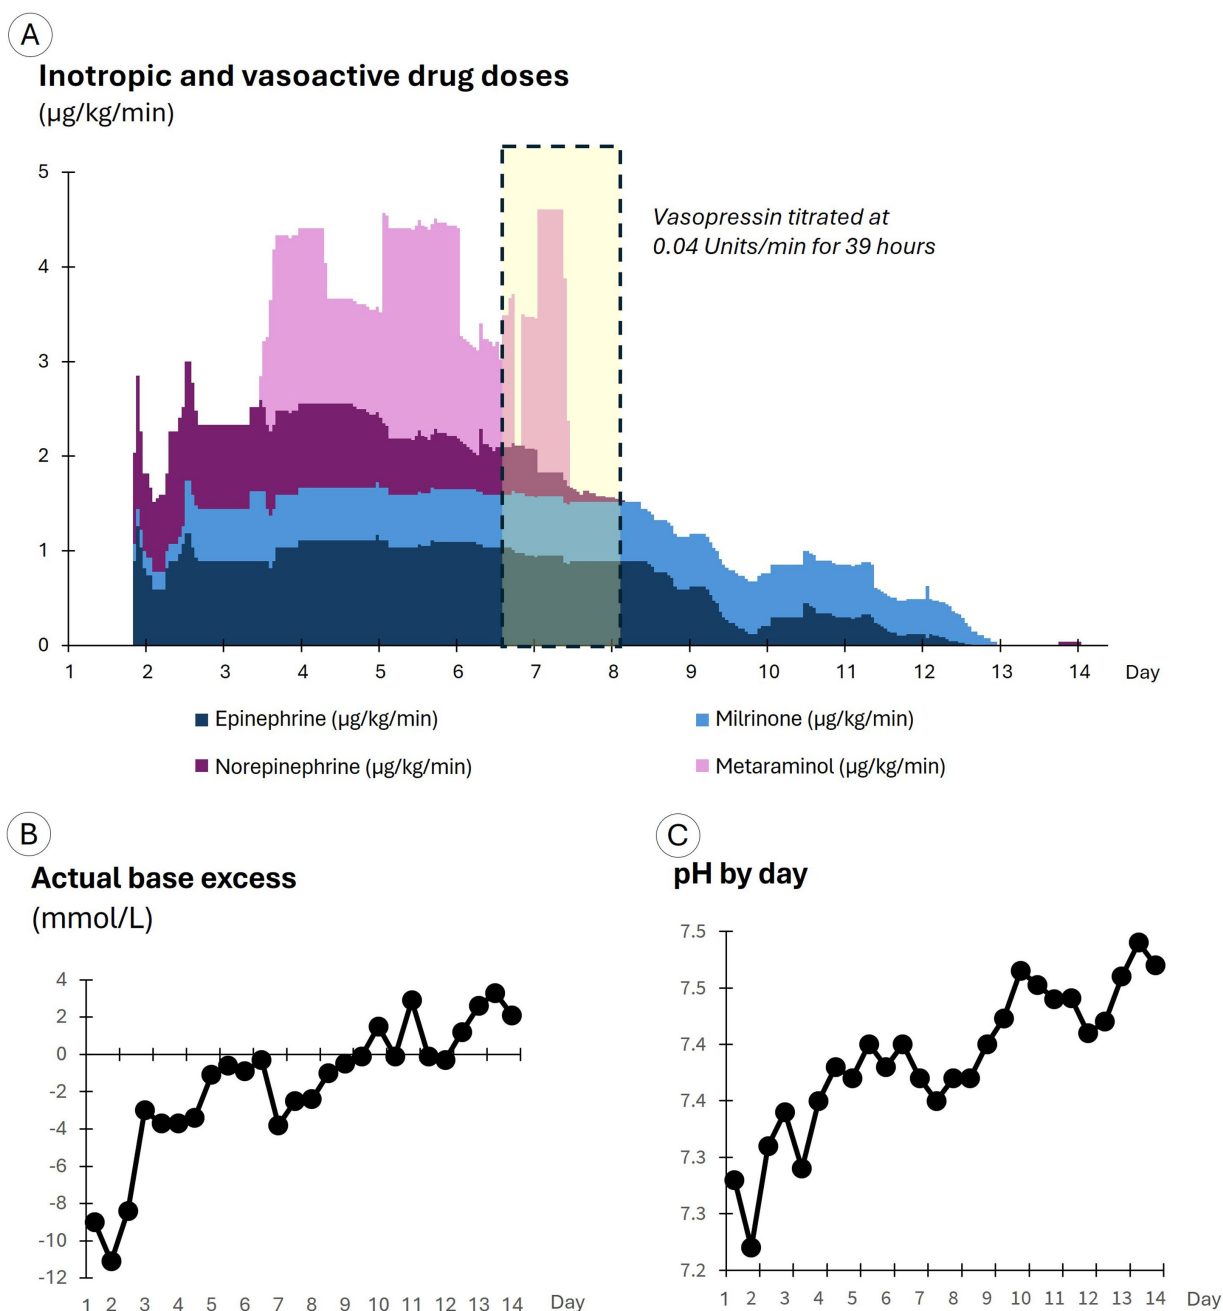 A
Inotropic and vasoactive drug doses
(µg/kg/min)
5
4
3
2
1
0
Vasopressin titrated at
0.04 Units/min for 39 hours
1 2 3 4 5 6 7 8 9 10 11 12 13 14 Day
Epinephrine (µg/kg/min) Milrinone (µg/kg/min)
Norepinephrine (µg/kg/min) Metaraminol (µg/kg/min)
B
Actual base excess
(mmol/L)
4
2
0
-2
-4
-6
-8
-10
-12
1 2 3 4 5 6 7 8 9 10 11 12 13 14 Day
C
pH by day
7.5
7.5
7.4
7.4
7.3
7.3
7.2
1 2 3 4 5 6 7 8 9 10 11 12 13 14 Day